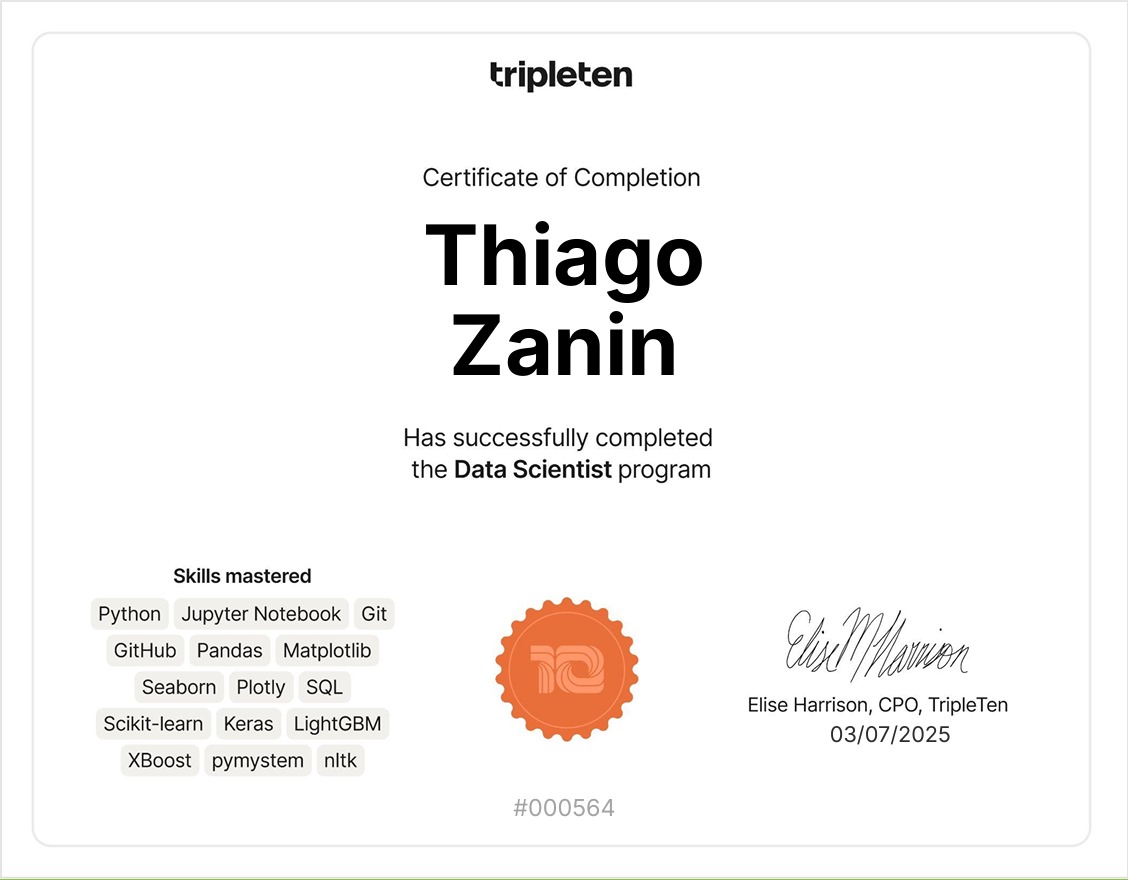 tripleten
Certificate of Completion
Thiago
Zanin
Has successfully completed
the Data Scientist program
Skills mastered
Python Jupyter Notebook Git
GitHub Pandas Matplotlib
Seaborn Plotly SQL
Scikit-learn Keras LightGBM
XBoost pymystem nltk
10
Elise M Harrison
Elise Harrison, CPO, TripleTen
03/07/2025
#000564